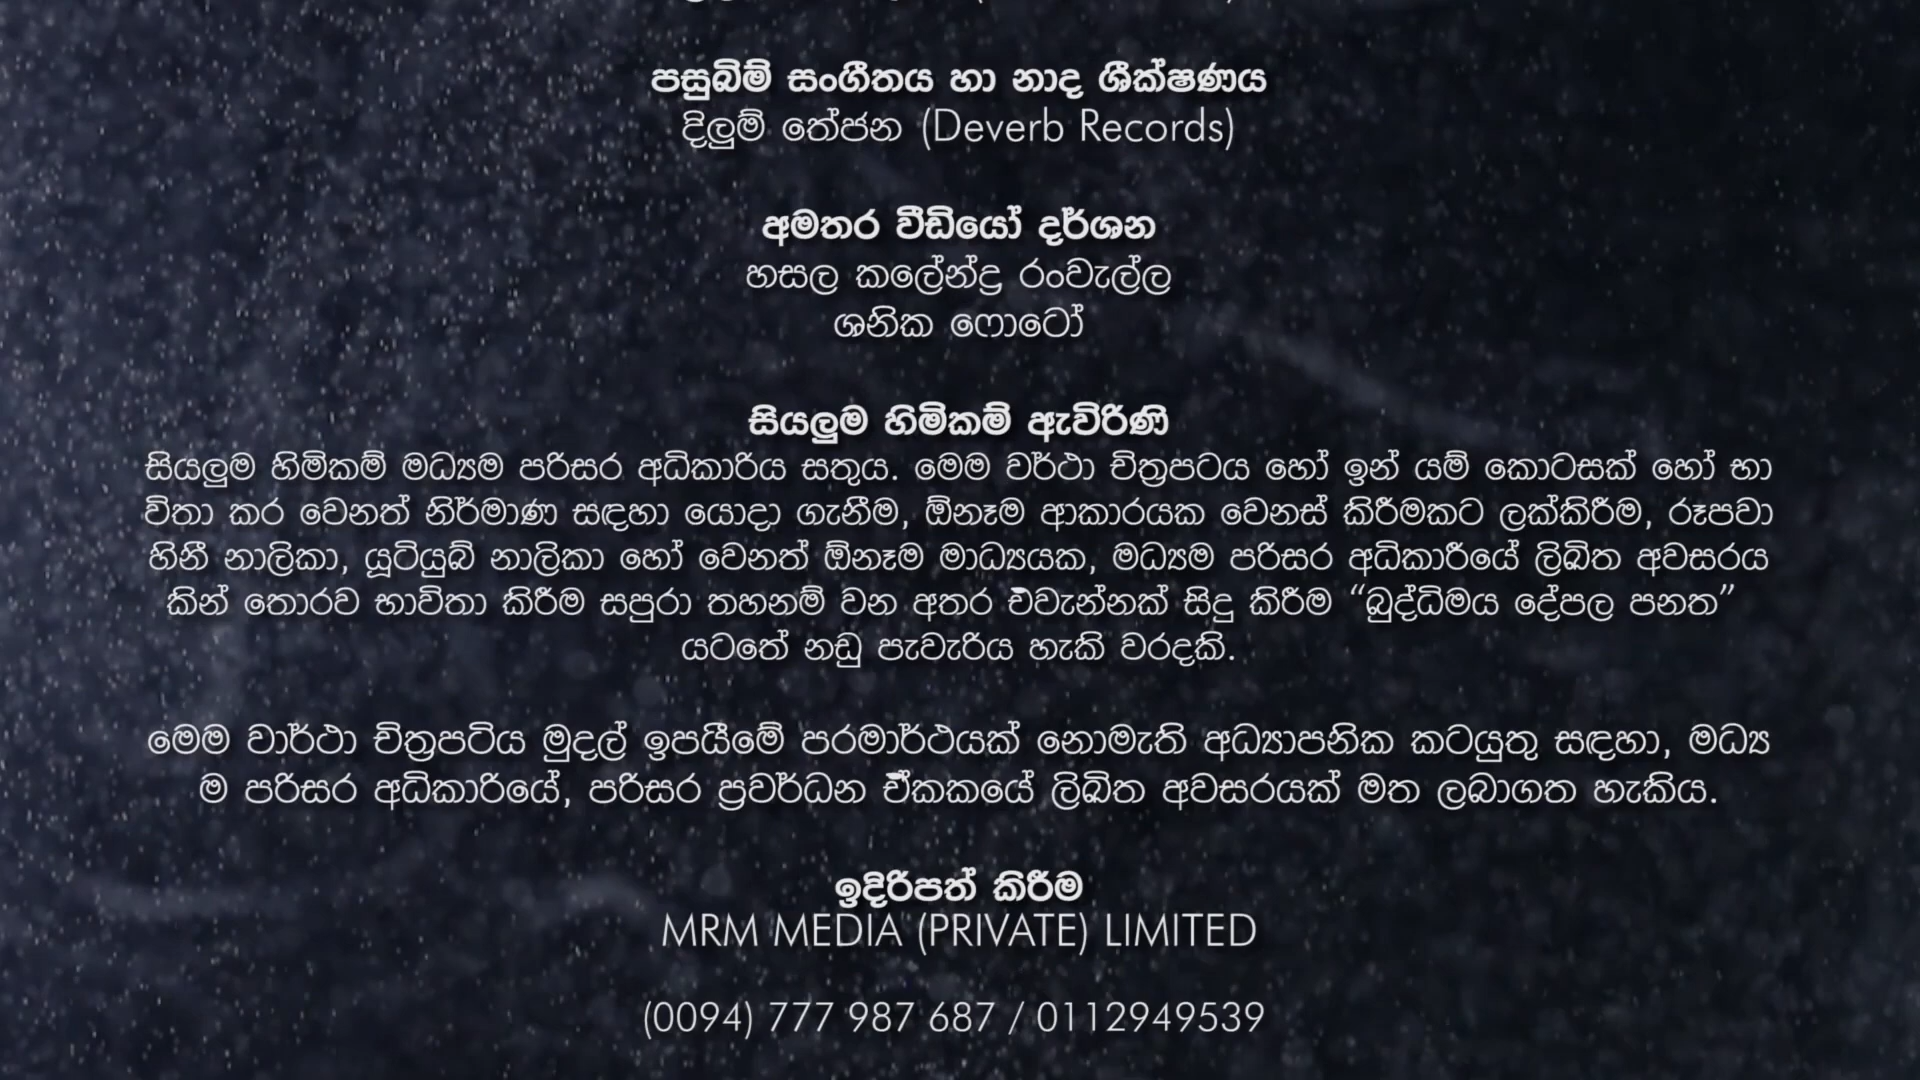 පසුබිම් සංගීතය හා නාද ශීක්ෂණය
දිලුම් තේජන (Deverb Records)
අමතර වීඩියෝ දර්ශන
හසල කලේන්ද්‍ර රංවැල්ල
ශනික ෆොටෝ
සියලුම හිමිකම් ඇවිරිණි
සියලුම හිමිකම් මධ්‍යම පරිසර අධිකාරිය සතුය. මෙම වර්ථා චිත්‍රපටය හෝ ඉන් යම් කොටසක් හෝ භා
විතා කර වෙනත් නිර්මාණ සඳහා යොදා ගැනීම, ඕනෑම ආකාරයක වෙනස් කිරීමකට ලක්කිරීම, රූපවා
හිනී නාලිකා, යූටියුබ් නාලිකා හෝ වෙනත් ඕනෑම මාධ්‍යයක, මධ්‍යම පරිසර අධිකාරීයේ ලිඛිත අවසරය
කින් තොරව භාවිතා කිරීම සපුරා තහනම් වන අතර එවැන්නක් සිදු කිරීම “බුද්ධිමය දේපල පනත”
යටතේ නඩු පැවැරිය හැකි වරදකි.
මෙම වාර්ථා චිත්‍රපටිය මුදල් ඉපයීමේ පරමාර්ථයක් නොමැති අධ්‍යාපනික කටයුතු සඳහා, මධ්‍ය
ම පරිසර අධිකාරියේ, පරිසර ප්‍රවර්ධන ඒකකයේ ලිඛිත අවසරයක් මත ලබාගත හැකිය.
ඉදිරිපත් කිරීම
MRM MEDIA (PRIVATE) LIMITED
(0094) 777 987 687 / 0112949539